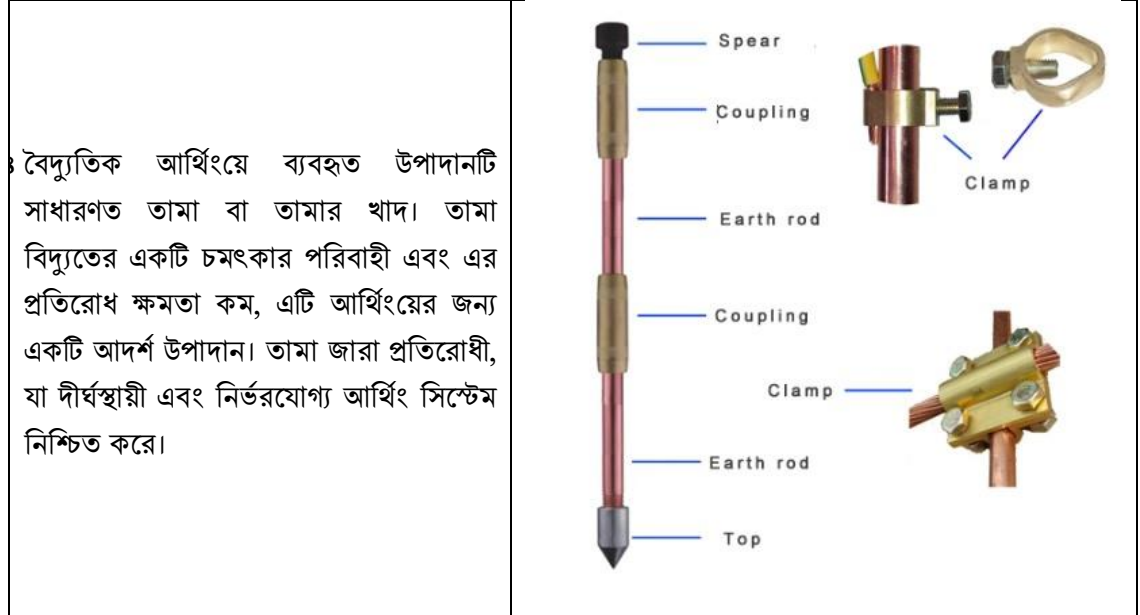 বৈদ্যুতিক আর্থিংয়ে ব্যবহৃত উপাদানটি
সাধারণত তামা বা তামার খাদ। তামা
বিদ্যুতের একটি চমৎকার পরিবাহী এবং এর
প্রতিরোধ ক্ষমতা কম, এটি আর্থিংয়ের জন্য
একটি আদর্শ উপাদান। তামা জারা প্রতিরোধী,
যা দীর্ঘস্থায়ী এবং নির্ভরযোগ্য আর্থিং সিস্টেম
নিশ্চিত করে।
Spear
Coupling
Earth rod
Coupling
Earth rod
Top
Clamp
Clamp